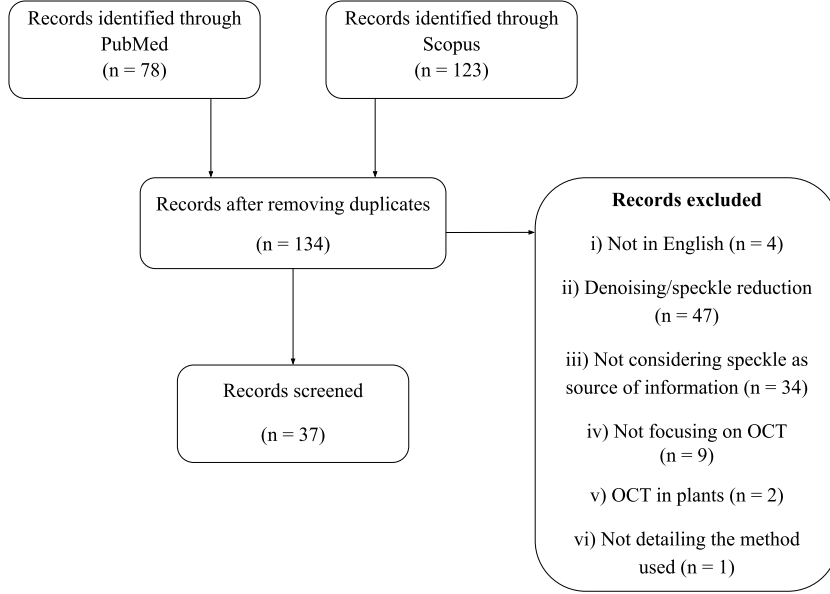 Records identified through
PubMed
(n = 78)
Records identified through
Scopus
(n = 123)
Records after removing duplicates
(n = 134)
Records excluded
i) Not in English (n = 4)
ii) Denoising/speckle reduction
(n = 47)
iii) Not considering speckle as
source of information (n = 34)
iv) Not focusing on OCT
(n = 9)
v) OCT in plants (n = 2)
vi) Not detailing the method
used (n = 1)
Records screened
(n = 37)